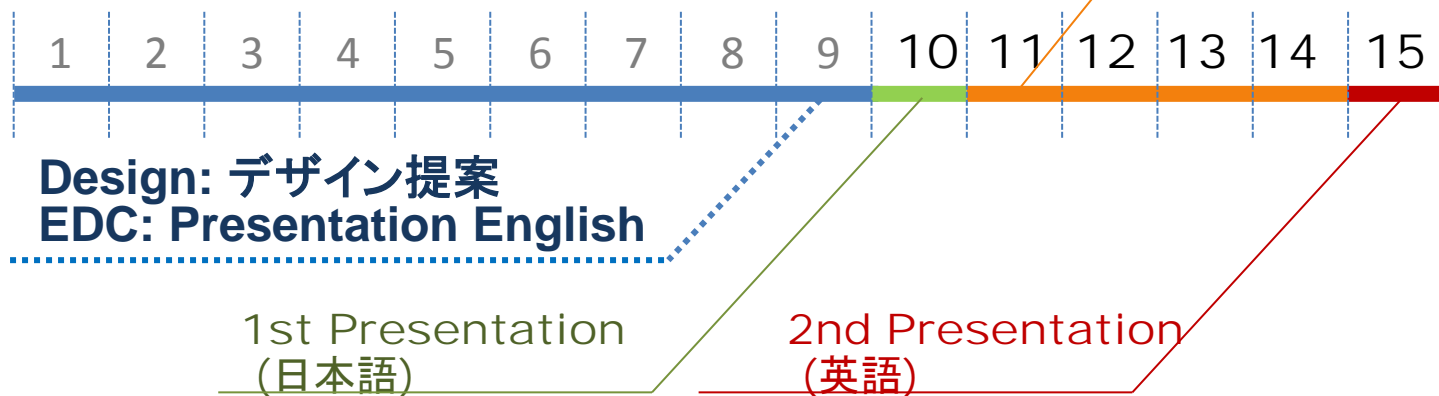 1 2 3 4 5 6 7 8 9 10 11 12 13 14 15
Design: デザイン提案
EDC: Presentation English
1st Presentation
(日本語)
2nd Presentation
(英語)